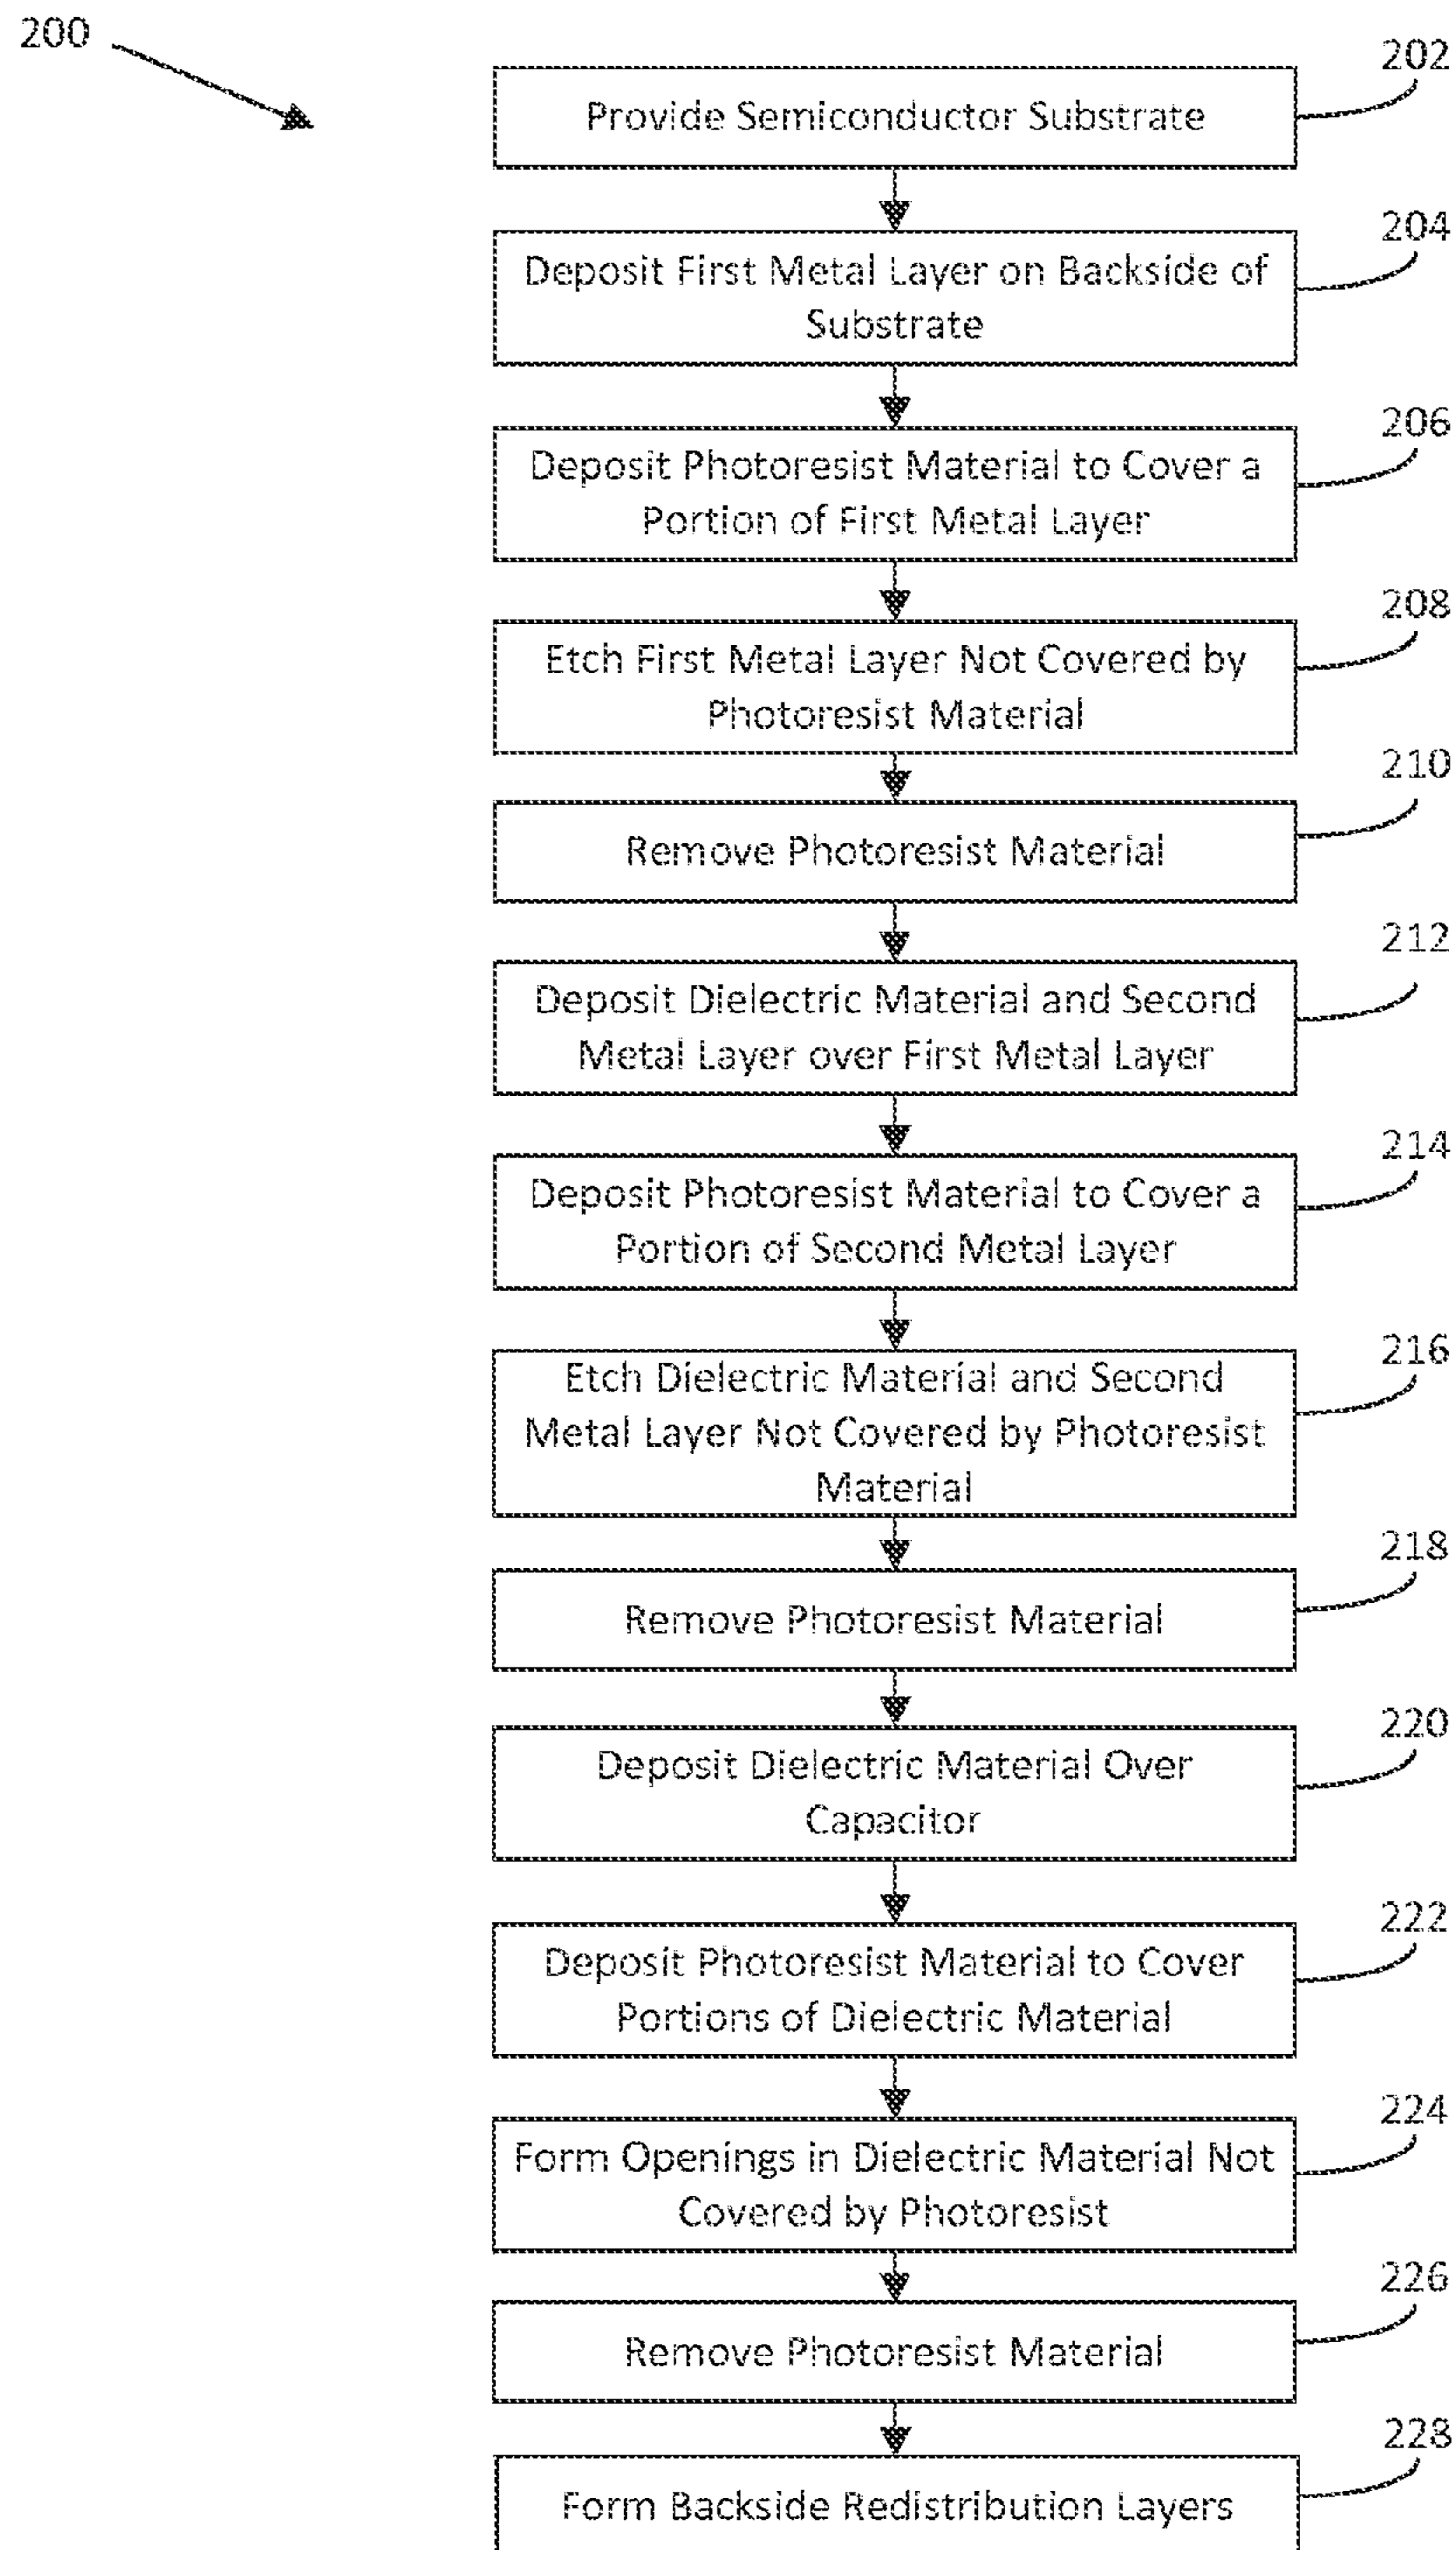 200
202
Provide Semiconductor Substrate
204
Deposit First Metal Layer on Backside of
Substrate
206
Deposit Photoresist Material to Cover a
Portion of First Metal Layer
208
Etch First Metal Layer Not Covered by
Photoresist Material
210
Remove Photoresist Material
212
Deposit Dielectric Material and Second
Metal Layer over First Metal Layer
214
Deposit Photoresist Material to Cover a
Portion of Second Metal Layer
216
Etch Dielectric Material and Second
Metal Layer Not Covered by Photoresist
Material
218
Remove Photoresist Material
220
Deposit Dielectric Material Over
Capacitor
222
Deposit Photoresist Material to Cover
Portions of Dielectric Material
224
Form Openings in Dielectric Material Not
Covered by Photoresist
226
Remove Photoresist Material
228
Form Backside Redistribution Layers